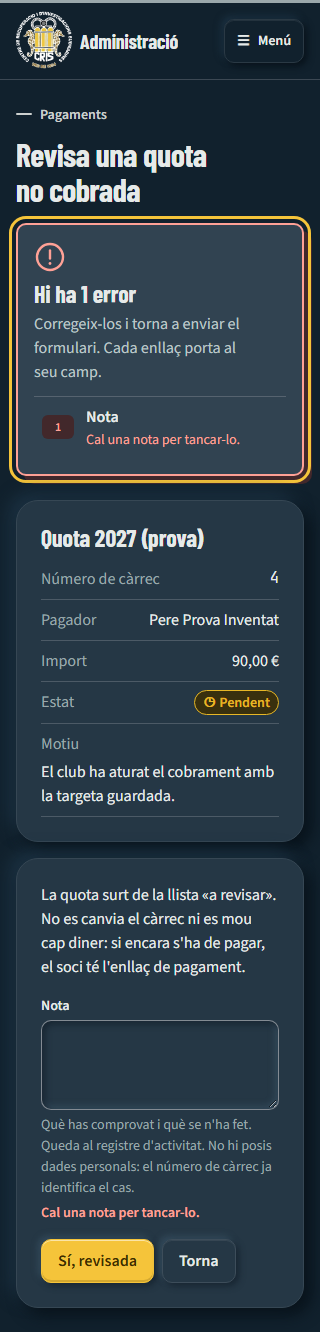 CRIS
Administració
☰ Menú
— Pagaments
Revisa una quota
no cobrada
Hi ha 1 error
Corregeix-los i torna a enviar el
formulari. Cada enllaç porta al
seu camp.
1 Nota
Cal una nota per tancar-lo.
Quota 2027 (prova)
Número de càrrec 4
Pagador Pere Prova Inventat
Import 90,00 €
Estat Pendent
Motiu
El club ha aturat el cobrament amb
la targeta guardada.
La quota surt de la llista «a revisar».
No es canvia el càrrec ni es mou
cap diner: si encara s'ha de pagar,
el soci té l'enllaç de pagament.
Nota
Què has comprovat i què se n'ha fet.
Queda al registre d'activitat. No hi posis
dades personals: el número de càrrec ja
identifica el cas.
Cal una nota per tancar-lo.
Sí, revisada Torna